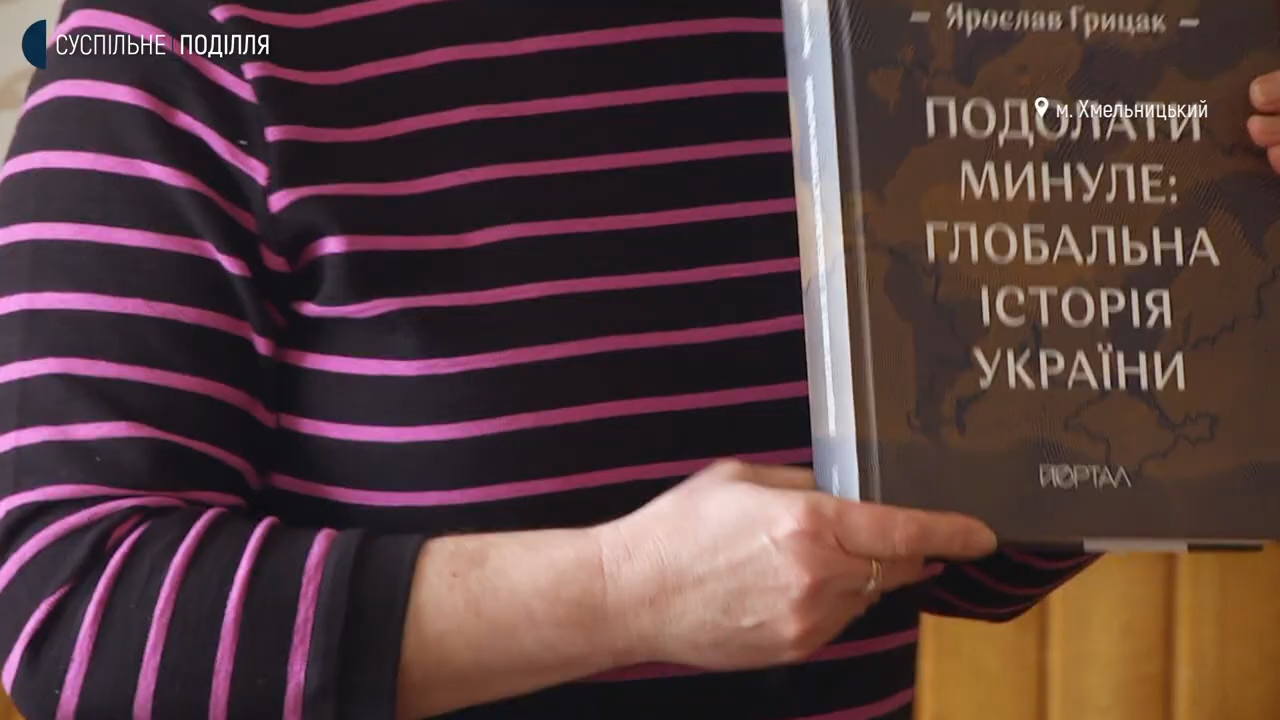 СУСПІЛЬНЕ ПОДІЛЛЯ
– Ярослав Грицак –
м. Хмельницький
ПОДОЛАТИ
МИНУЛЕ:
ГЛОБАЛЬНА
ІСТОРІЯ
УКРАЇНИ
ПОРТАЛ